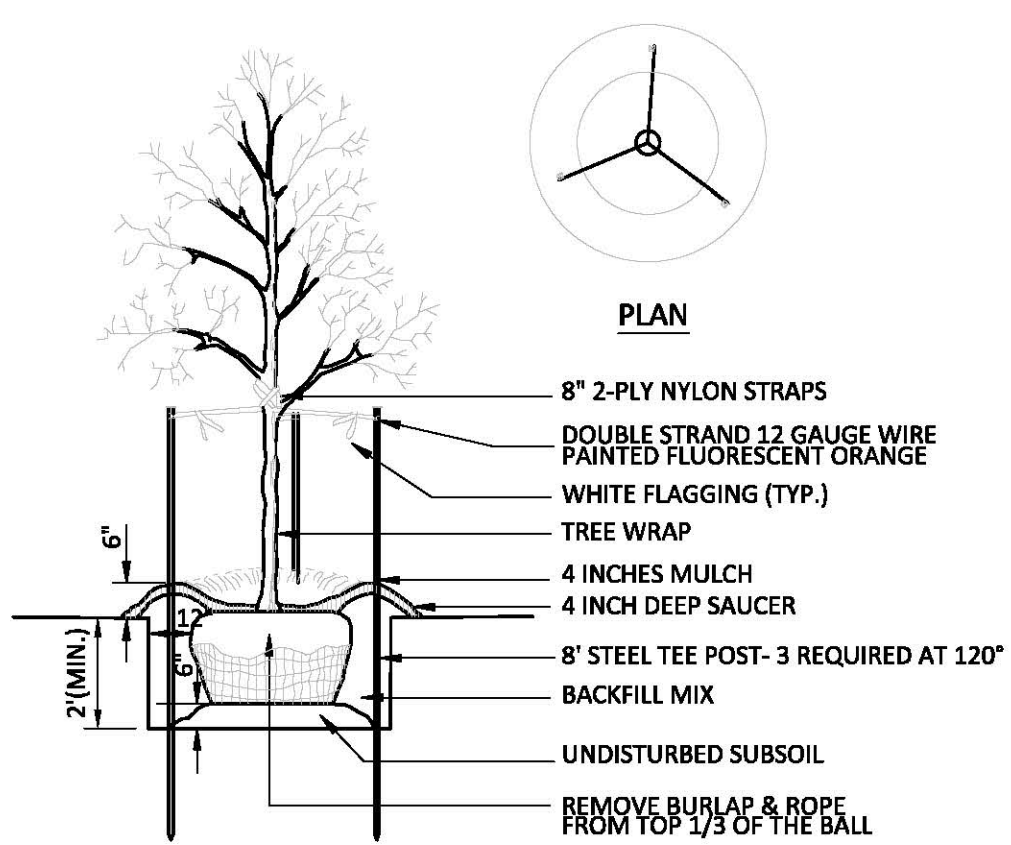 PLAN
8" 2-PLY NYLON STRAPS
DOUBLE STRAND 12 GAUGE WIRE
PAINTED FLUORESCENT ORANGE
WHITE FLAGGING (TYP.)
TREE WRAP
6"
4 INCHES MULCH
4 INCH DEEP SAUCER
12
2'(MIN.)
6"
8' STEEL TEE POST- 3 REQUIRED AT 120°
BACKFILL MIX
UNDISTURBED SUBSOIL
REMOVE BURLAP & ROPE
FROM TOP 1/3 OF THE BALL